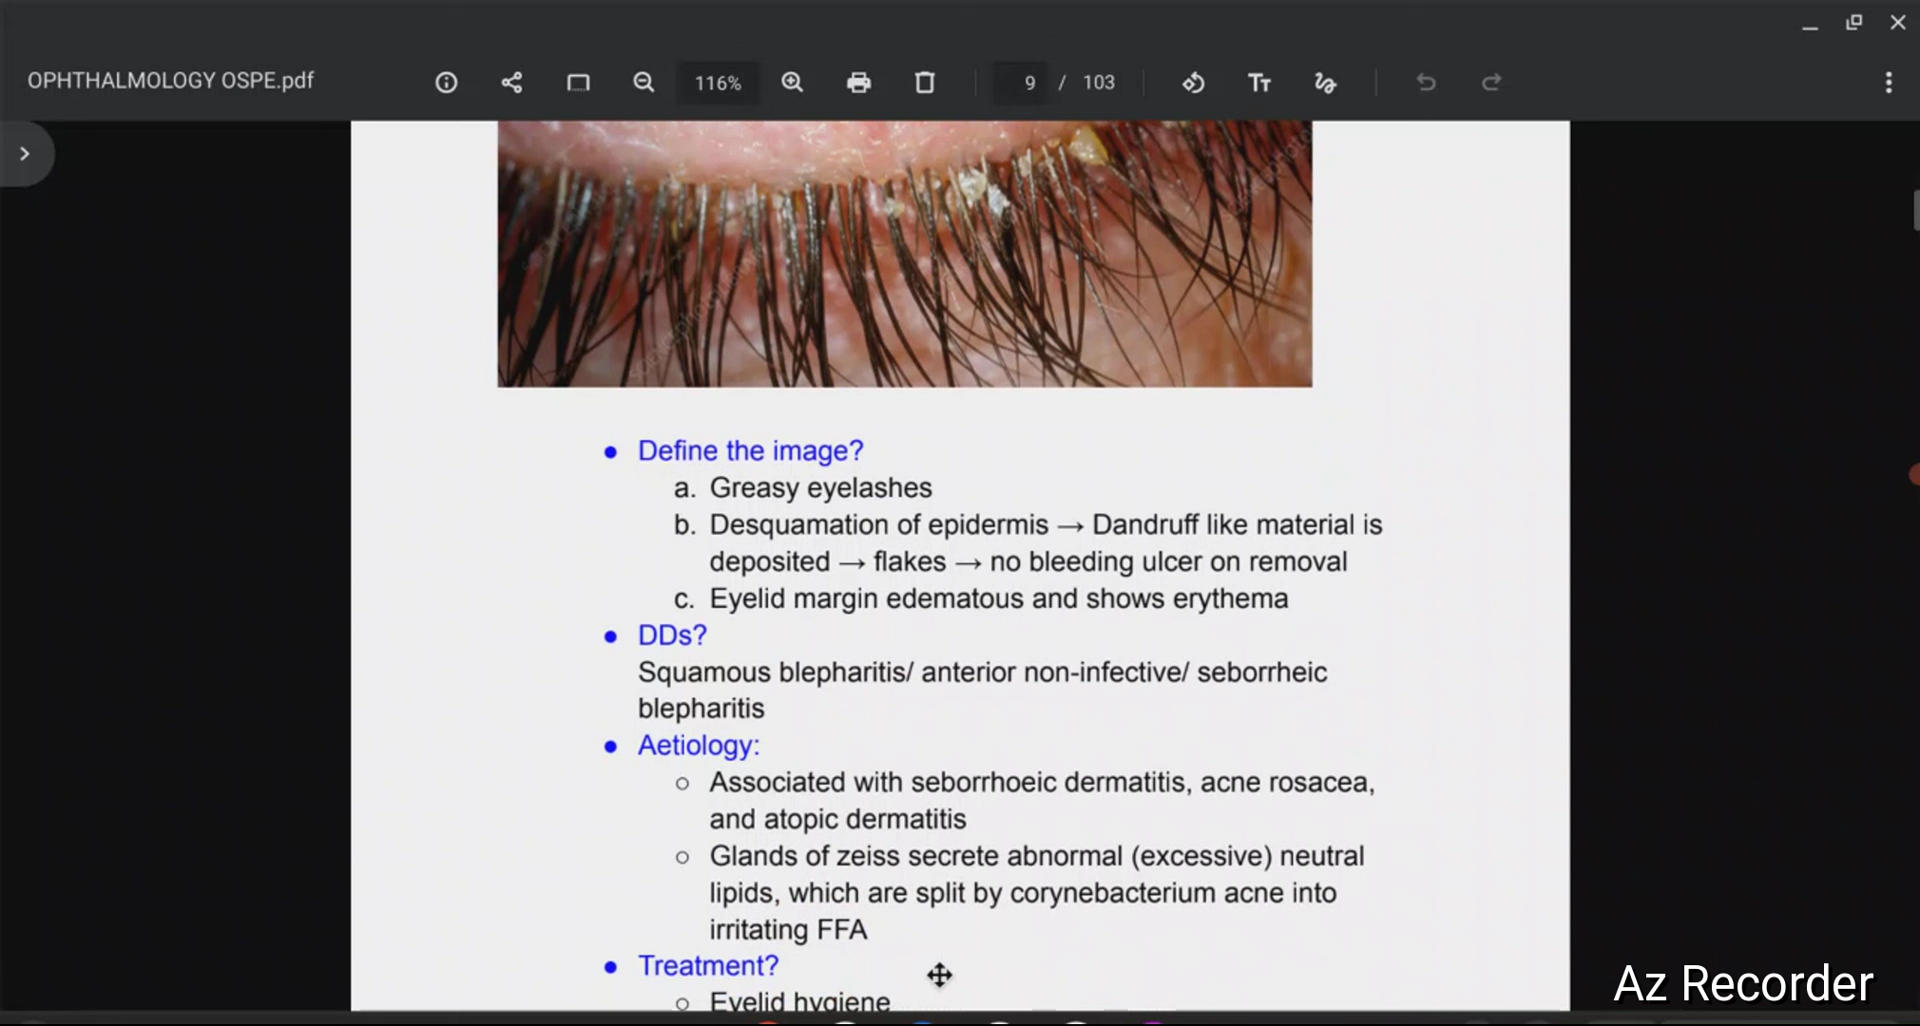 OPHTHALMOLOGY OSPE.pdf
116%
9 / 103
Define the image?
a. Greasy eyelashes
b. Desquamation of epidermis → Dandruff like material is
deposited → flakes → no bleeding ulcer on removal
c. Eyelid margin edematous and shows erythema
DDs?
Squamous blepharitis/ anterior non-infective/ seborrheic
blepharitis
Aetiology:
Associated with seborrhoeic dermatitis, acne rosacea,
and atopic dermatitis
Glands of zeiss secrete abnormal (excessive) neutral
lipids, which are split by corynebacterium acne into
irritating FFA
Treatment?
Eyelid hygiene
Az Recorder